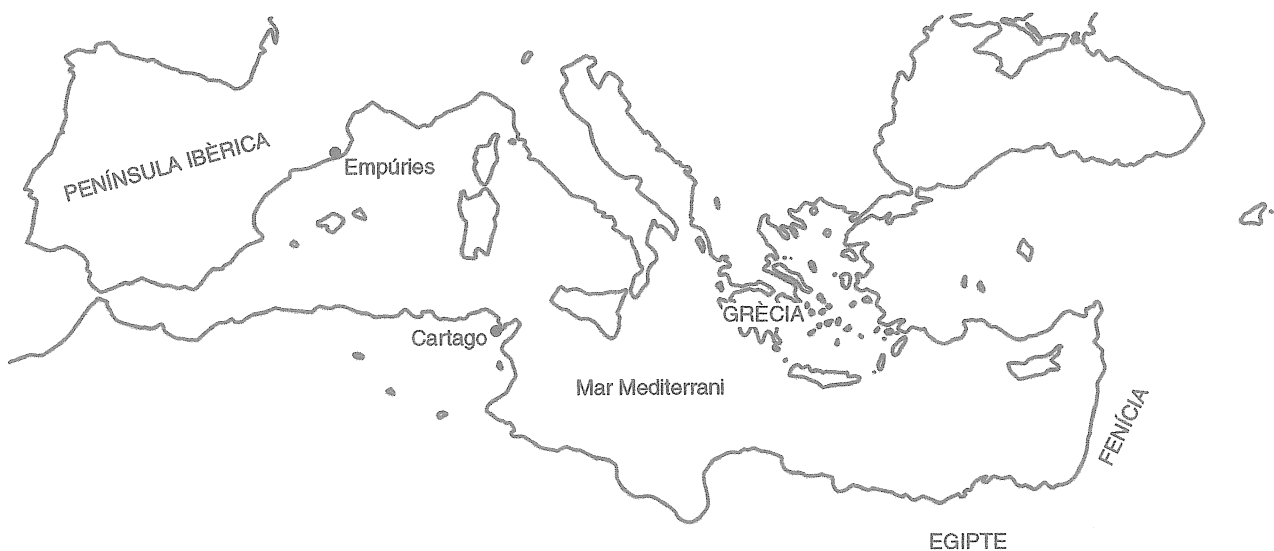 PENÍNSULA IBÈRICA
Empúries
GRÈCIA
Cartago
Mar Mediterrani
FENÍCIA
EGIPTE